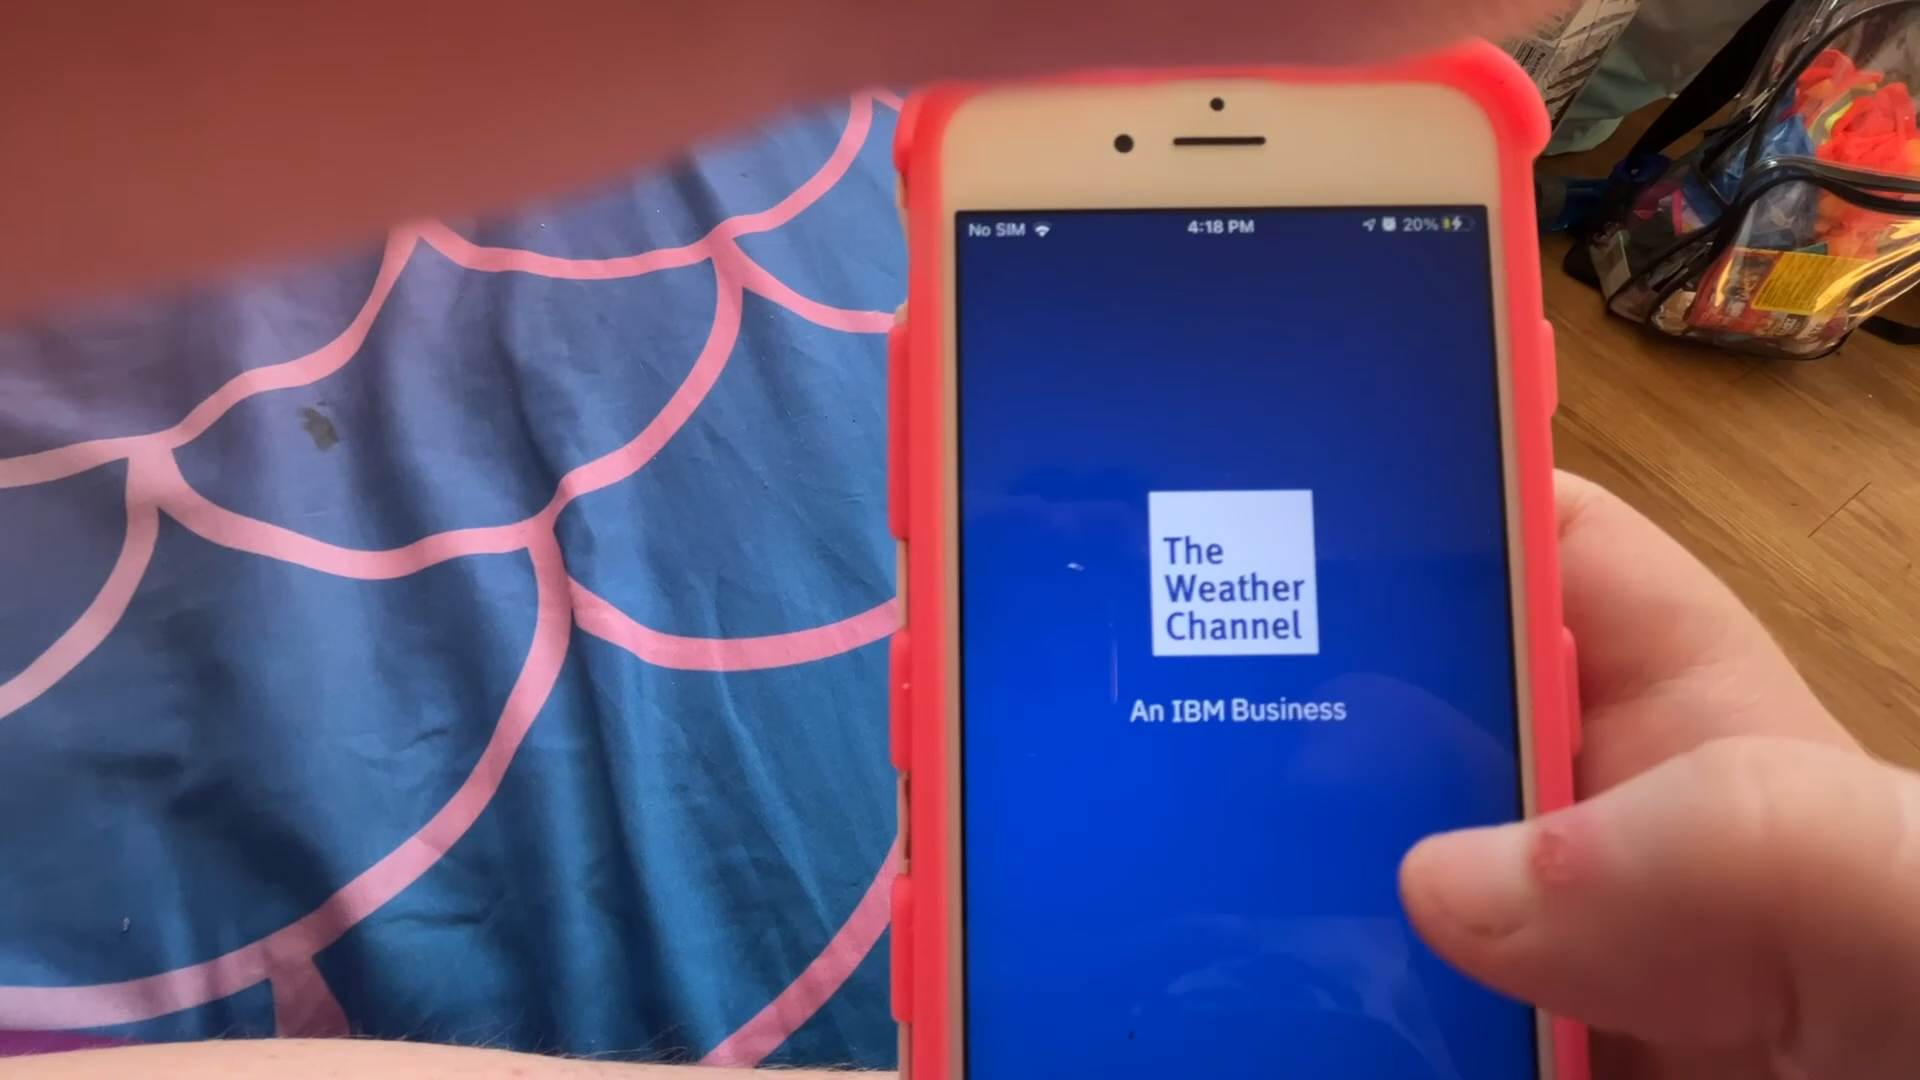 No SIM 4:18 PM 20%
The
Weather
Channel
An IBM Business